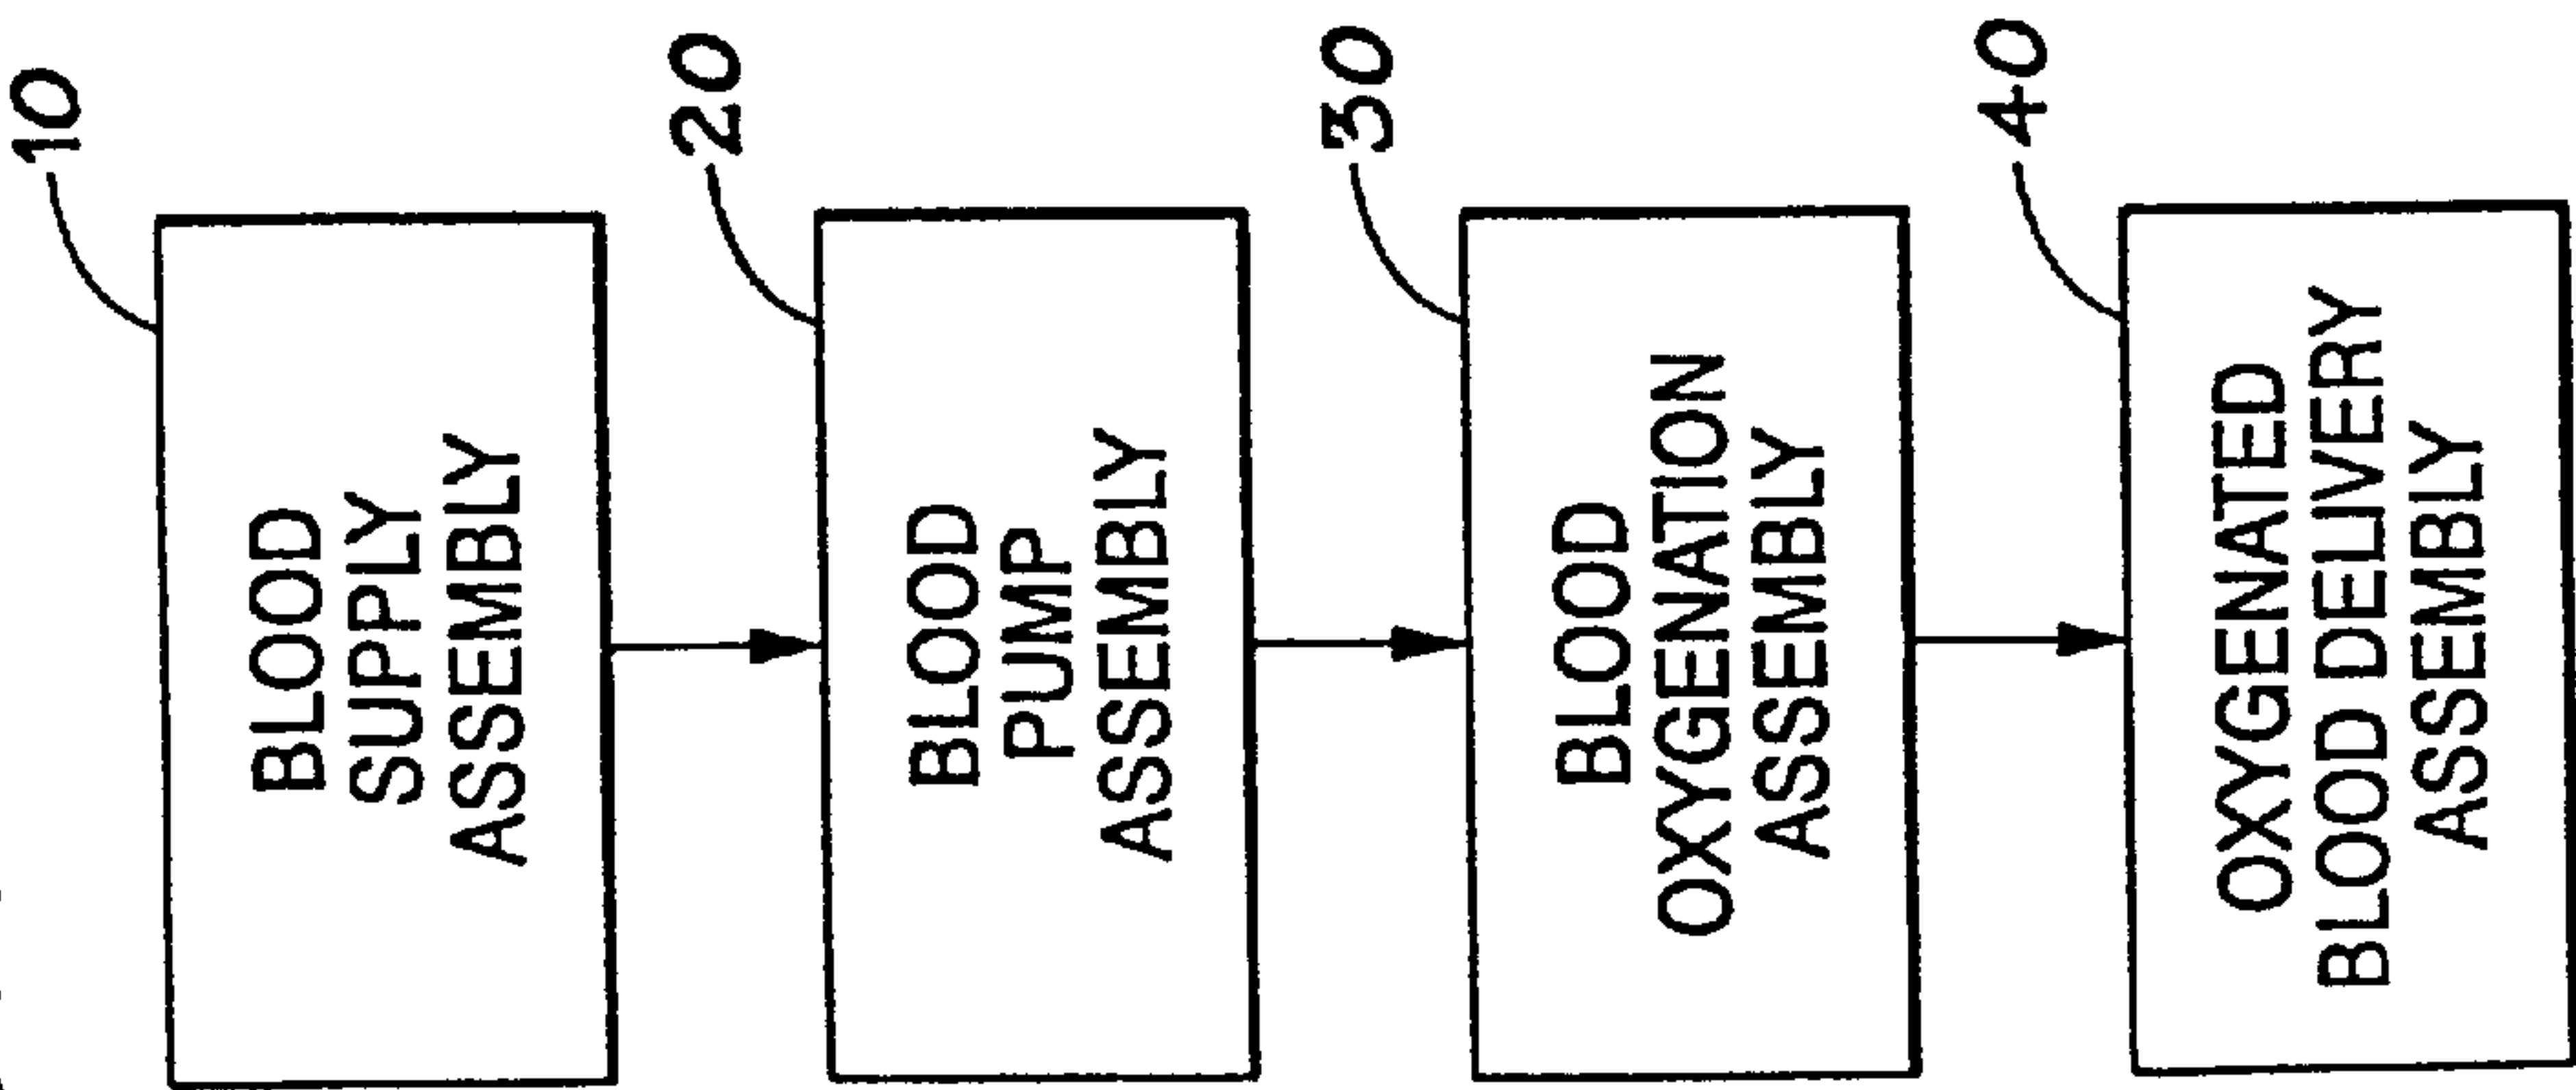 10
BLOOD
SUPPLY
ASSEMBLY
20
BLOOD
PUMP
ASSEMBLY
30
BLOOD
OXYGENATION
ASSEMBLY
40
OXYGENATED
BLOOD DELIVERY
ASSEMBLY